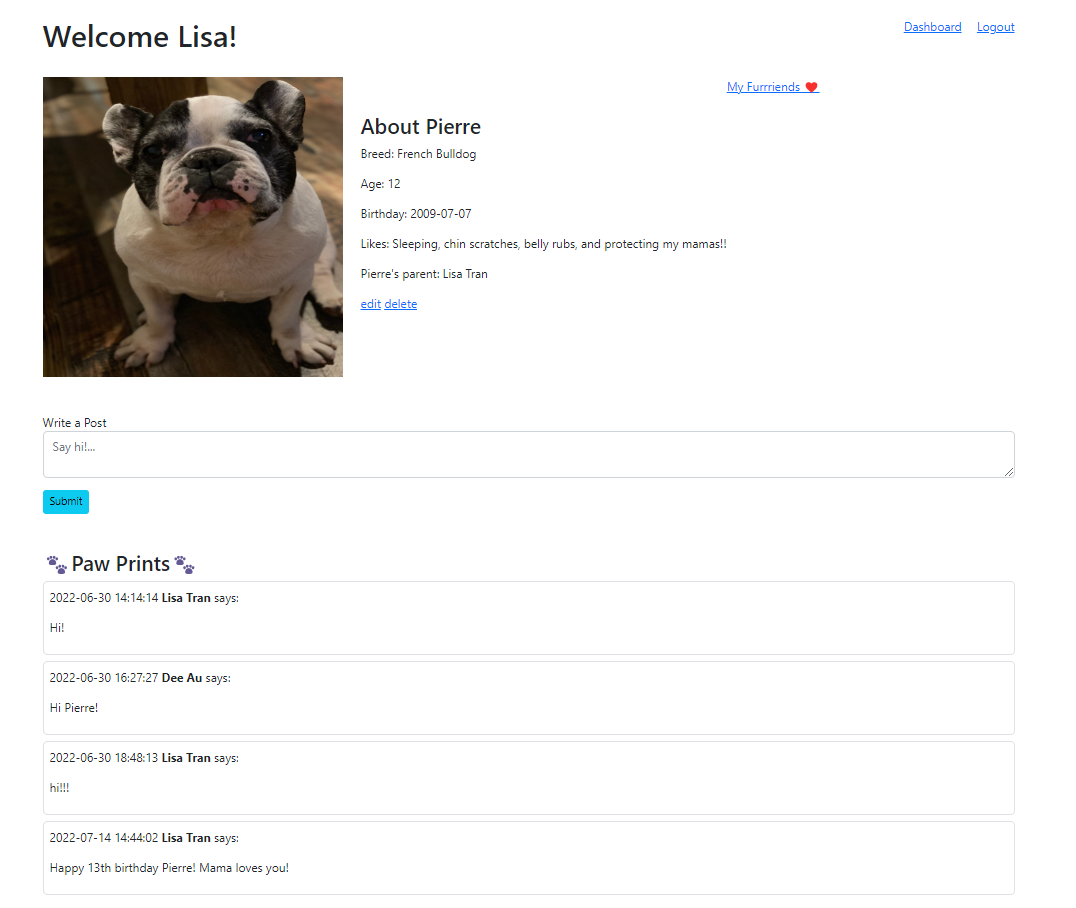 Welcome Lisa!
Dashboard Logout
My Furrriends ❤️
About Pierre
Breed: French Bulldog
Age: 12
Birthday: 2009-07-07
Likes: Sleeping, chin scratches, belly rubs, and protecting my mamas!!
Pierre's parent: Lisa Tran
edit delete
Write a Post
Say hi!...
Submit
🐾 Paw Prints 🐾
2022-06-30 14:14:14 Lisa Tran says:
Hi!
2022-06-30 16:27:27 Dee Au says:
Hi Pierre!
2022-06-30 18:48:13 Lisa Tran says:
hi!!!
2022-07-14 14:44:02 Lisa Tran says:
Happy 13th birthday Pierre! Mama loves you!